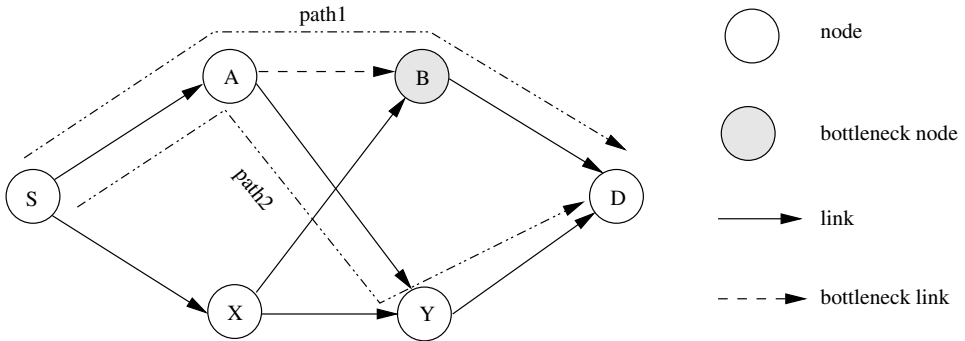 path1
node
A
B
bottleneck node
path2
S
D
link
X
Y
bottleneck link